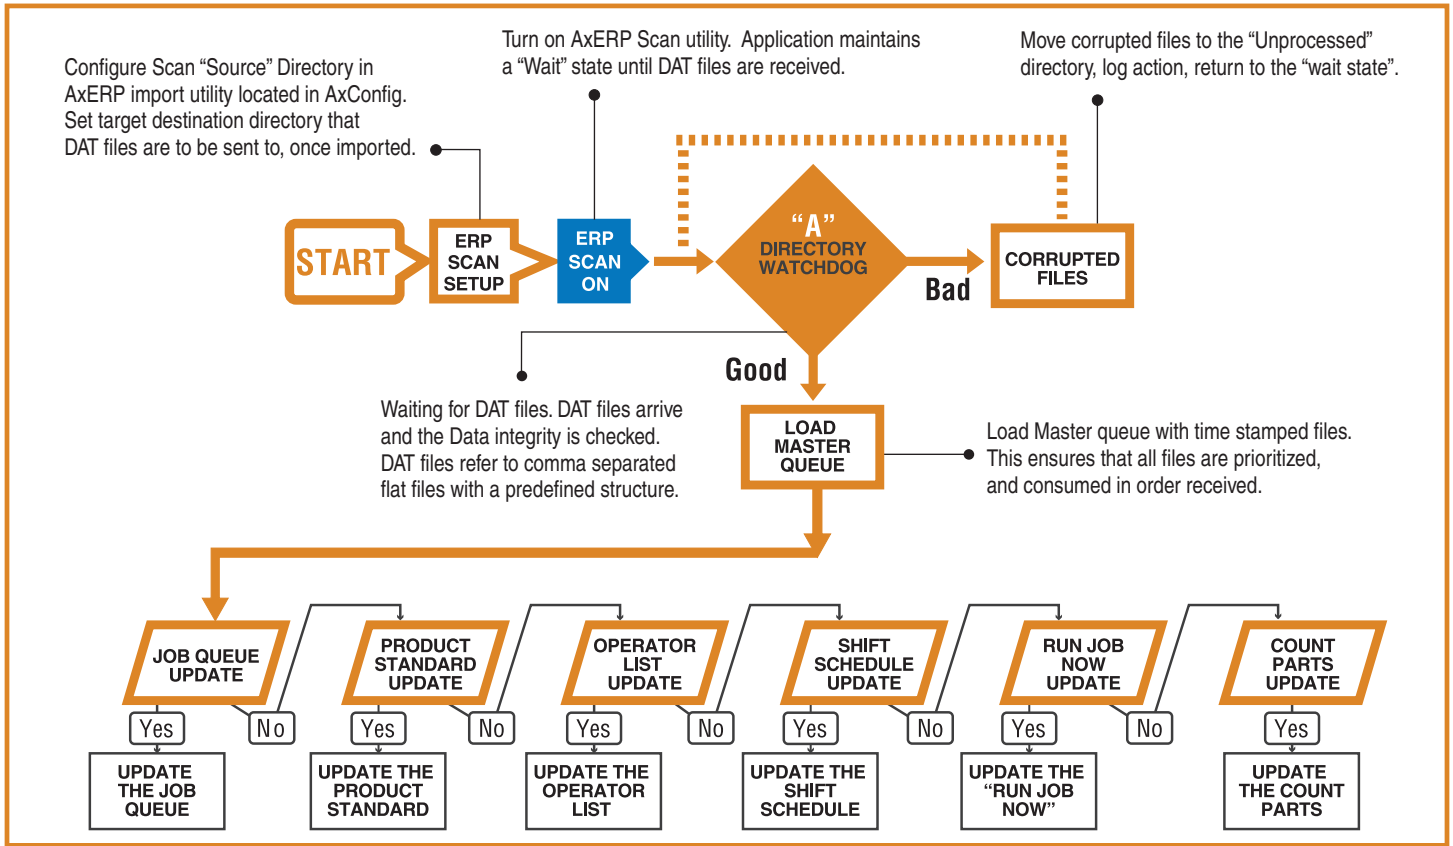 Configure Scan “Source” Directory in
AxERP import utility located in AxConfig.
Set target destination directory that
DAT files are to be sent to, once imported.
Turn on AxERP Scan utility.  Application maintains
a “Wait” state until DAT files are received.
Move corrupted files to the “Unprocessed”
directory, log action, return to the “wait state”.
START
ERP
SCAN
SETUP
ERP
SCAN
ON
“A”
DIRECTORY
WATCHDOG
Bad
CORRUPTED
FILES
Good
Waiting for DAT files. DAT files arrive
and the Data integrity is checked.
DAT files refer to comma separated
flat files with a predefined structure.
LOAD
MASTER
QUEUE
Load Master queue with time stamped files.
This ensures that all files are prioritized,
and consumed in order received.
JOB QUEUE
UPDATE
PRODUCT
STANDARD
UPDATE
OPERATOR
LIST
UPDATE
SHIFT
SCHEDULE
UPDATE
RUN JOB
NOW
UPDATE
COUNT
PARTS
UPDATE
Yes
No
Yes
No
Yes
No
Yes
No
Yes
No
Yes
UPDATE
THE JOB
QUEUE
UPDATE THE
PRODUCT
STANDARD
UPDATE THE
OPERATOR
LIST
UPDATE THE
SHIFT
SCHEDULE
UPDATE THE
“RUN JOB
NOW”
UPDATE
THE COUNT
PARTS